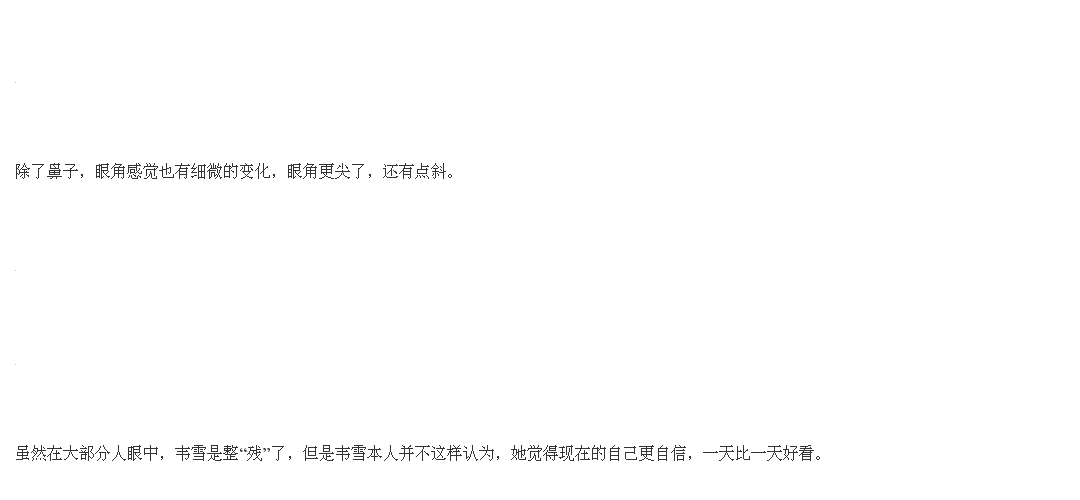 除了鼻子，眼角感觉也有细微的变化，眼角更尖了，还有点斜。
虽然在大部分人眼中，韦雪是整“残”了，但是韦雪本人并不这样认为，她觉得现在的自己更自信，一天比一天好看。